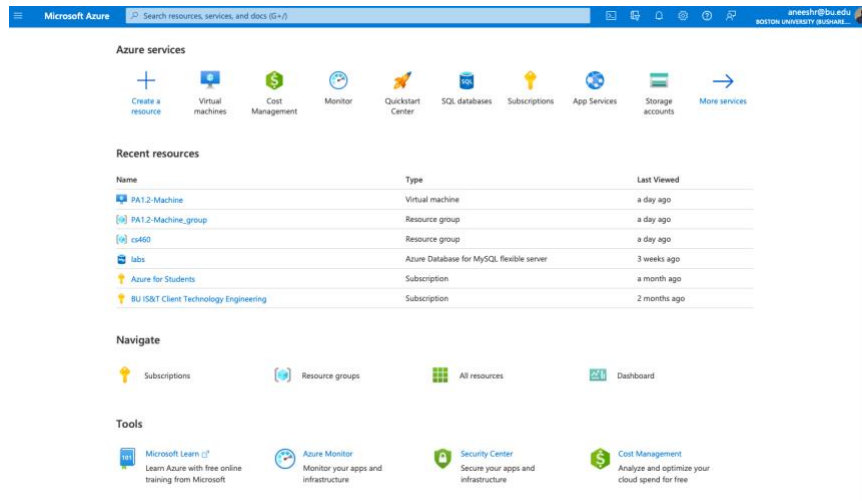 Microsoft Azure
Search resources, services, and docs (G+/)
aneeshr@bu.edu
BOSTON UNIVERSITY (BUSHARE...
Azure services
Create a resource
Virtual machines
Cost Management
Monitor
Quickstart Center
SQL databases
Subscriptions
App Services
Storage accounts
More services
Recent resources
Name Type Last Viewed
PA1.2-Machine Virtual machine a day ago
PA1.2-Machine_group Resource group a day ago
cs460 Resource group a day ago
labs Azure Database for MySQL flexible server 3 weeks ago
Azure for Students Subscription a month ago
BU IS&T Client Technology Engineering Subscription 2 months ago
Navigate
Subscriptions Resource groups All resources Dashboard
Tools
Microsoft Learn
Learn Azure with free online
training from Microsoft
Azure Monitor
Monitor your apps and
infrastructure
Security Center
Secure your apps and
infrastructure
Cost Management
Analyze and optimize your
cloud spend for free